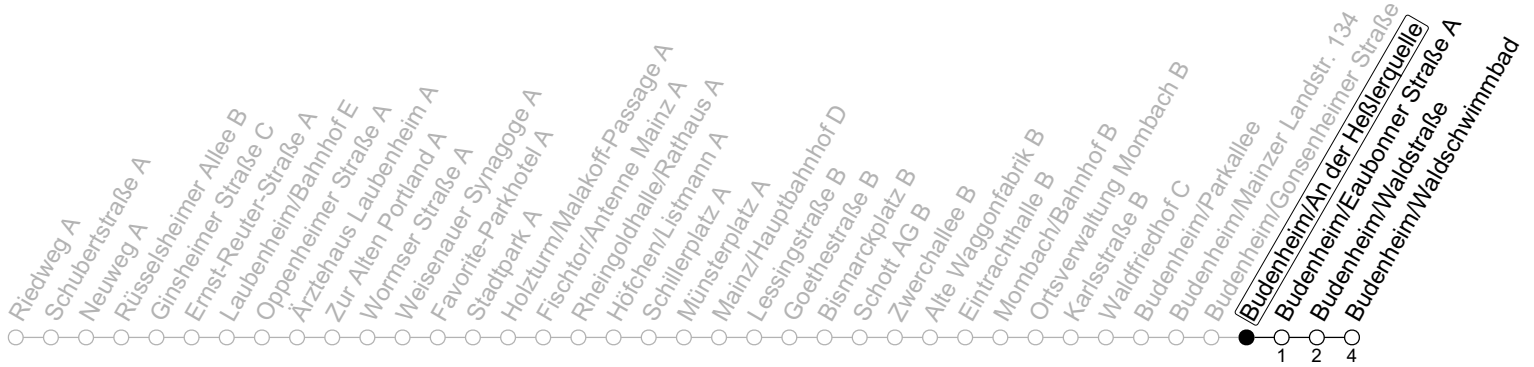 Riedweg A
Schubertstraße A
Neuweg A
Rüsselsheimer Allee B
Ginsheimer Straße C
Ernst-Reuter-Straße A
Laubenheim/Bahnhof E
Oppenheimer Straße A
Ärztehaus Laubenheim A
Zur Alten Portland A
Wormser Straße A
Weisenauer Synagoge A
Favorite-Parkhotel A
Stadtpark A
Holzturm/Malakoff-Passage A
Fischtor/Antenne Mainz A
Rheingoldhalle/Rathaus A
Höfchen/Listmann A
Schillerplatz A
Münsterplatz A
Mainz/Hauptbahnhof D
Lessingstraße B
Goethestraße B
Bismarckplatz B
Schott AG B
Zwerchallee B
Alte Waggonfabrik B
Eintrachthalle B
Mombach/Bahnhof B
Ortsverwaltung Mombach B
Karlsstraße B
Waldfriedhof C
Budenheim/Parkallee
Budenheim/Mainzer Landstr. 134
Budenheim/Gonsenheimer Straße
Budenheim/An der Heßlerquelle
Budenheim/Eaubonner Straße A
Budenheim/Waldstraße
Budenheim/Waldschwimmbad
1 2 4